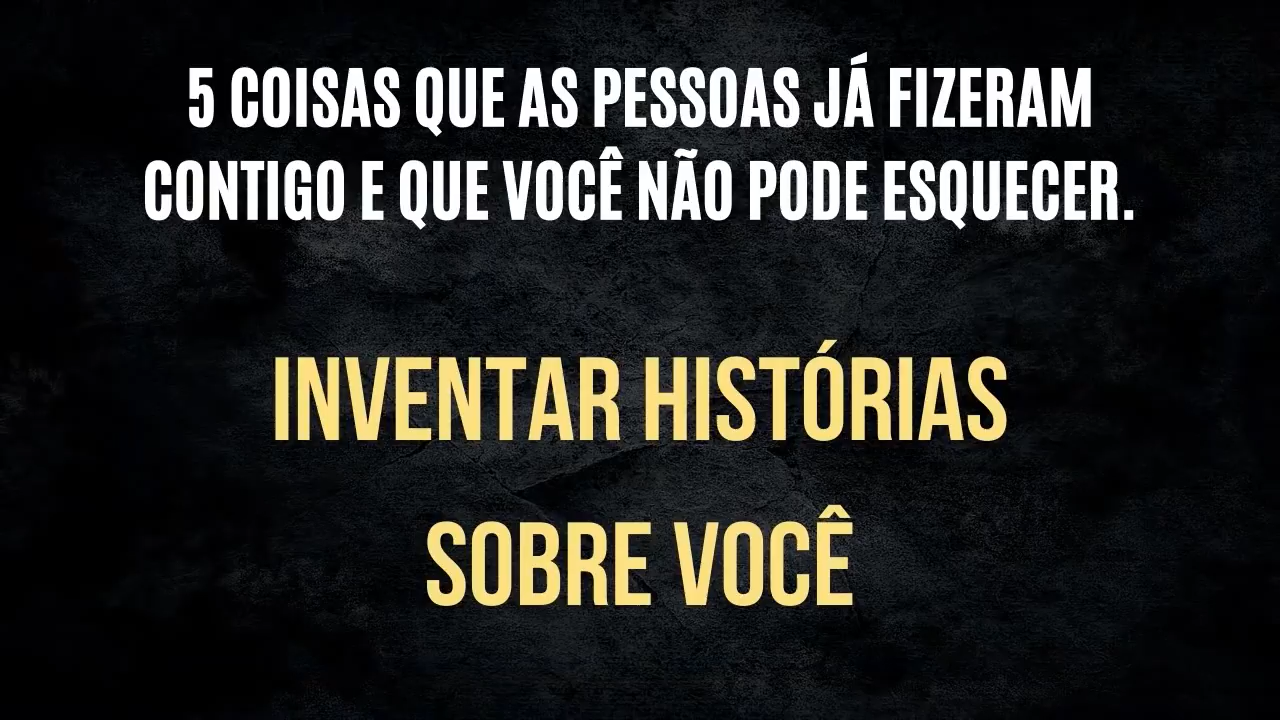 5 COISAS QUE AS PESSOAS JÁ FIZERAM
CONTIGO E QUE VOCÊ NÃO PODE ESQUECER.
INVENTAR HISTÓRIAS
SOBRE VOCÊ